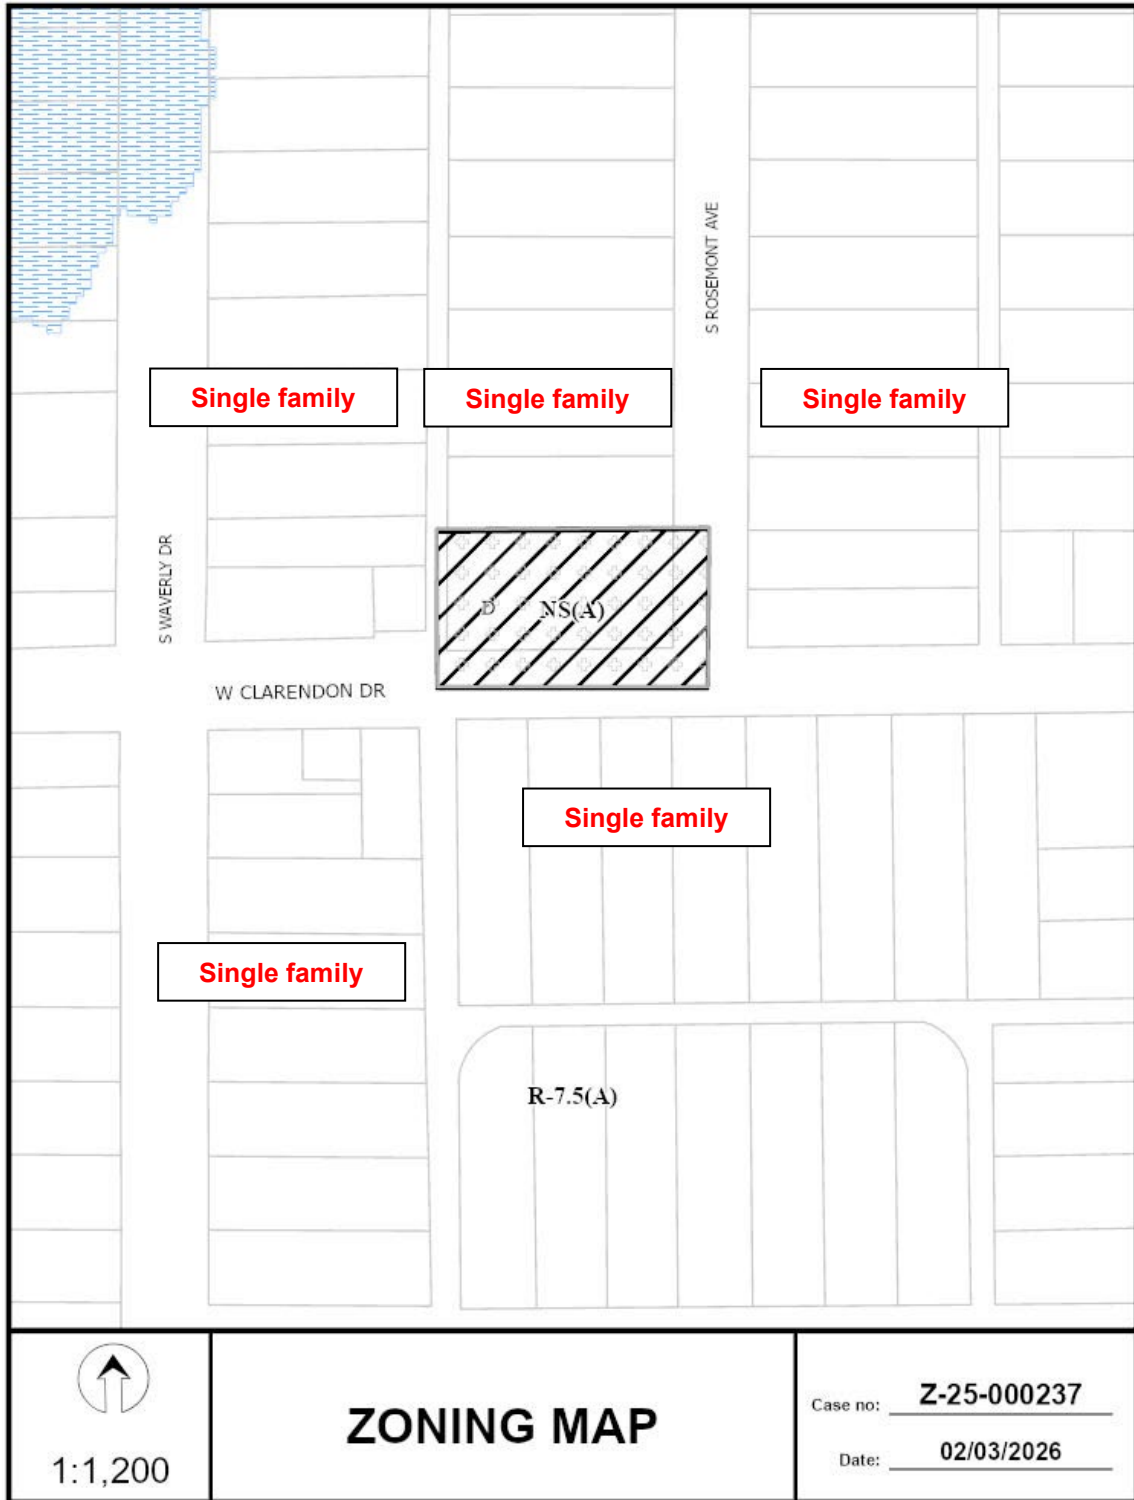 S ROSEMONT AVE
Single family
Single family
Single family
S WAVERLY DR
D
NS(A)
W CLARENDON DR
Single family
Single family
R-7.5(A)
1:1,200
ZONING MAP
Case no: Z-25-000237
Date: 02/03/2026